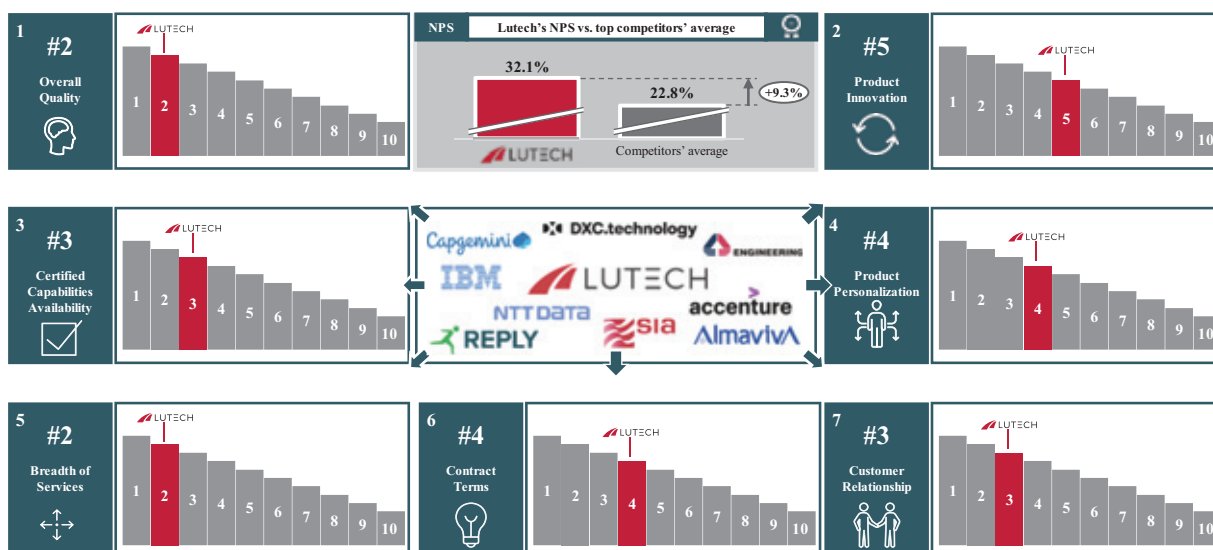 1
#2
Overall
Quality
LUTECH
1 2 3 4 5 6 7 8 9 10
NPS
Lutech's NPS vs. top competitors' average
32.1%
22.8%
+9.3%
LUTECH
Competitors' average
2
#5
Product
Innovation
LUTECH
1 2 3 4 5 6 7 8 9 10
3
#3
Certified
Capabilities
Availability
LUTECH
1 2 3 4 5 6 7 8 9 10
Capgemini
DXC.technology
ENGINEERING
IBM
LUTECH
NTT DATA
accenture
REPLY
SIA
AlmavivA
4
#4
Product
Personalization
LUTECH
1 2 3 4 5 6 7 8 9 10
5
#2
Breadth of
Services
LUTECH
1 2 3 4 5 6 7 8 9 10
6
#4
Contract
Terms
LUTECH
1 2 3 4 5 6 7 8 9 10
7
#3
Customer
Relationship
LUTECH
1 2 3 4 5 6 7 8 9 10